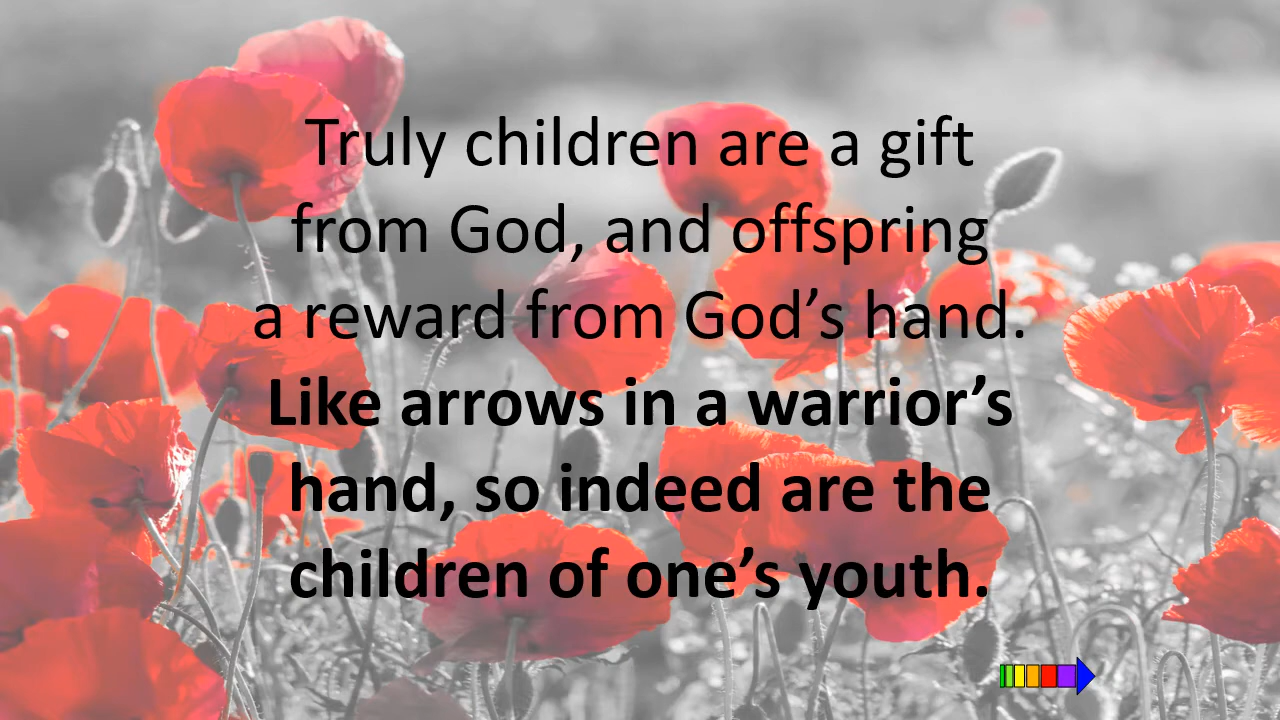 Truly children are a gift
from God, and offspring
a reward from God’s hand.
Like arrows in a warrior’s
hand, so indeed are the
children of one’s youth.